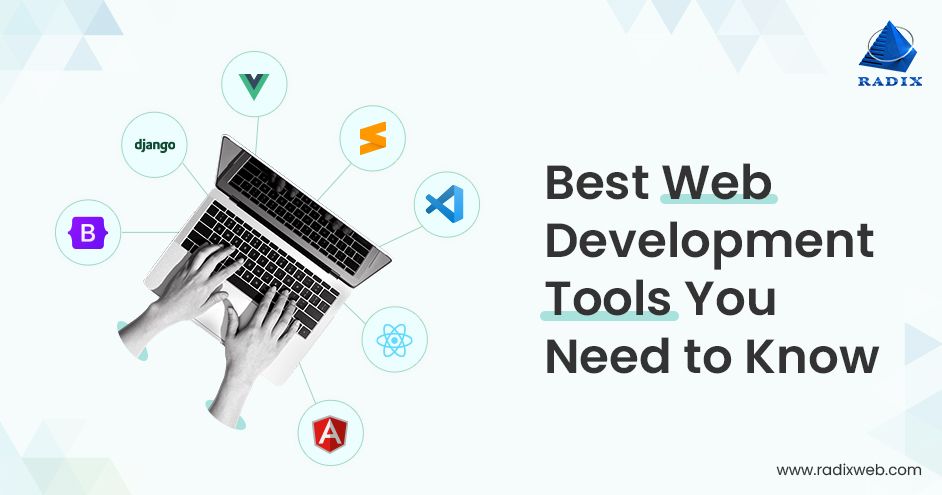 RADIX
django
B
Best Web
Development
Tools You
Need to Know
A
www.radixweb.com